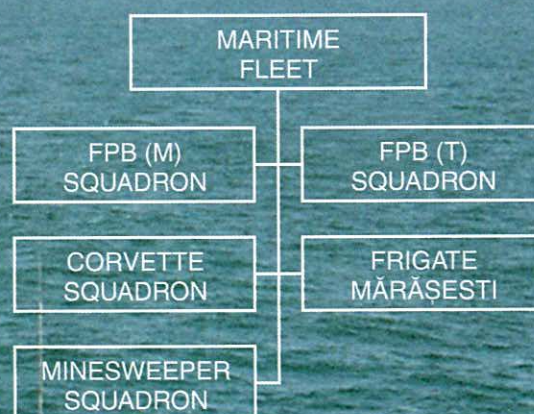 MARITIME
FLEET
FPB (M)
SQUADRON
FPB (T)
SQUADRON
CORVETTE
SQUADRON
FRIGATE
MĂRĂȘESTI
MINESWEEPER
SQUADRON